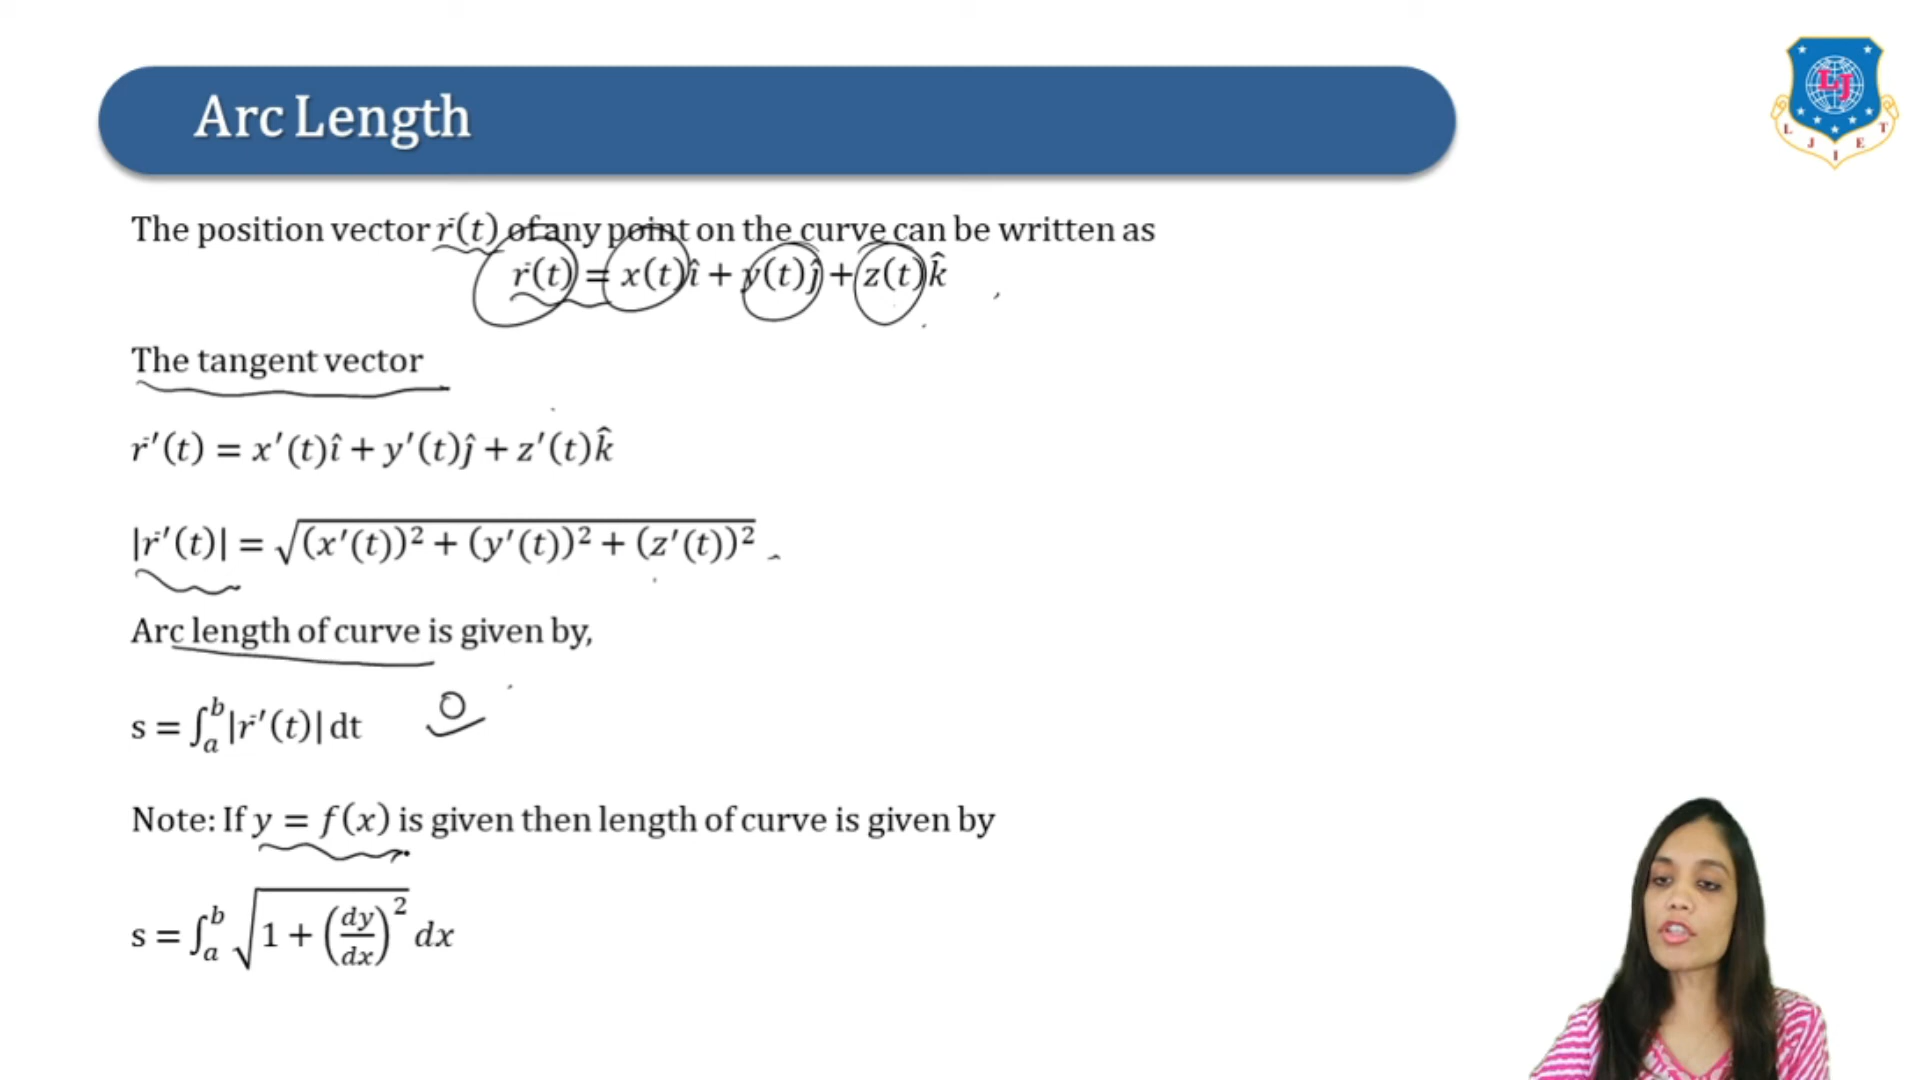 Arc Length
LJ
L J I E T
The position vector r̄(t) of any point on the curve can be written as
r̄(t) = x(t)î + y(t)ĵ + z(t)k̂
The tangent vector
r̄′(t) = x′(t)î + y′(t)ĵ + z′(t)k̂
|r̄′(t)| = √((x′(t))² + (y′(t))² + (z′(t))²)
Arc length of curve is given by,
s = ∫ₐᵇ |r̄′(t)| dt
Note: If y = f(x) is given then length of curve is given by
s = ∫ₐᵇ √(1 + (dy/dx)²) dx